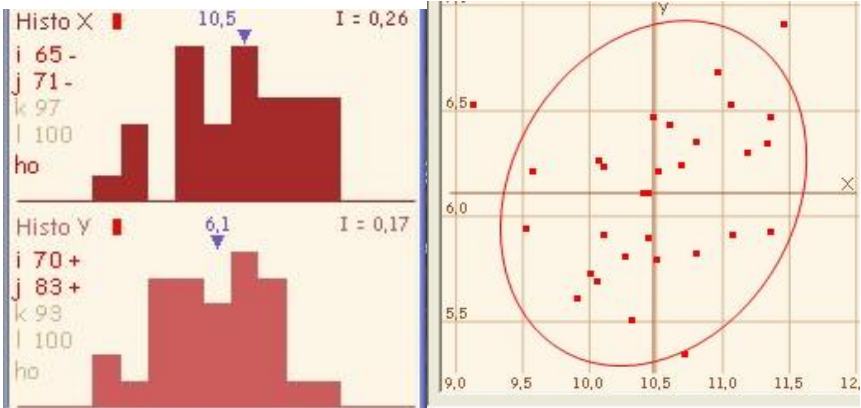 Histo X 10,5 I = 0,26
i 65 -
j 71 -
k 97
l 100
ho
Histo Y 6,1 I = 0,17
i 70 +
j 83 +
k 93
l 100
ho
Y
6,5
X
6,0
5,5
9,0 9,5 10,0 10,5 11,0 11,5 12,